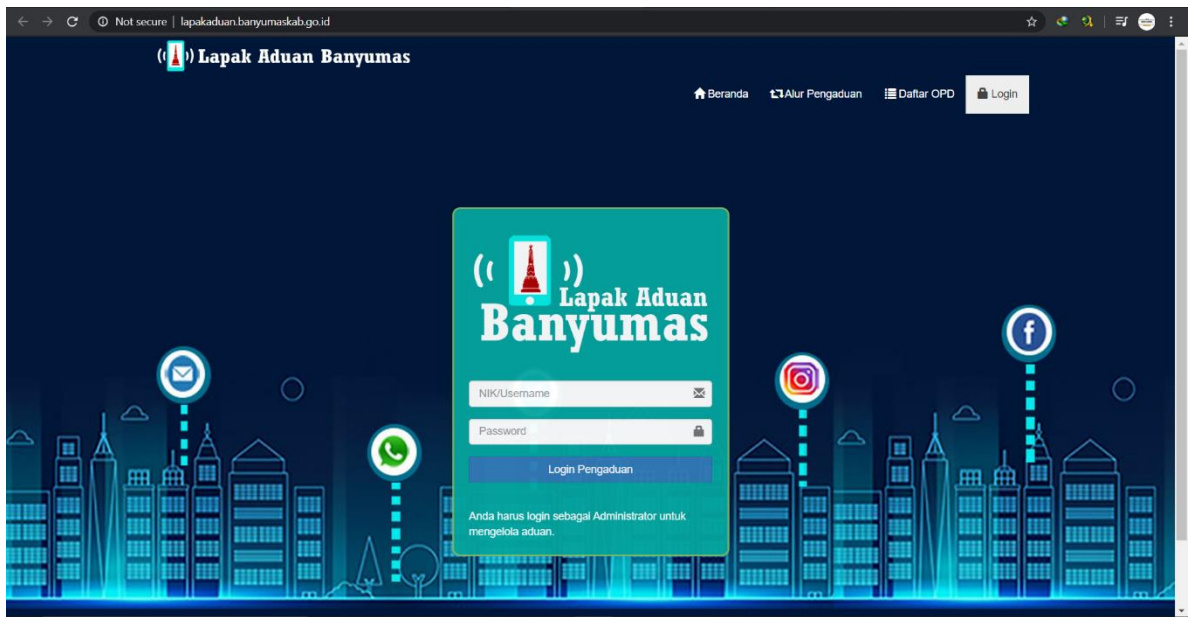 Not secure | lapakaduan.banyumaskab.go.id
Lapak Aduan Banyumas
Beranda Alur Pengaduan Daftar OPD Login
Lapak Aduan
Banyumas
NIK/Username
Password
Login Pengaduan
Anda harus login sebagai Administrator untuk
mengelola aduan.